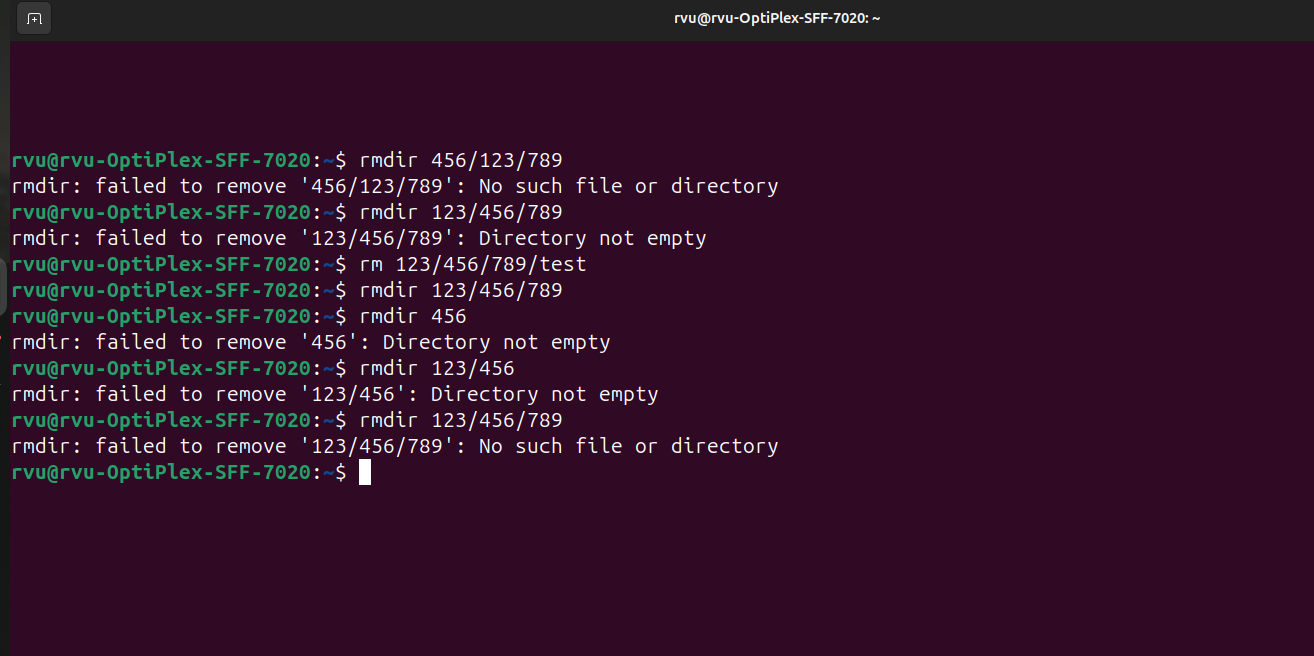 rvu@rvu-OptiPlex-SFF-7020: ~
rvu@rvu-OptiPlex-SFF-7020:~$ rmdir 456/123/789
rmdir: failed to remove '456/123/789': No such file or directory
rvu@rvu-OptiPlex-SFF-7020:~$ rmdir 123/456/789
rmdir: failed to remove '123/456/789': Directory not empty
rvu@rvu-OptiPlex-SFF-7020:~$ rm 123/456/789/test
rvu@rvu-OptiPlex-SFF-7020:~$ rmdir 123/456/789
rvu@rvu-OptiPlex-SFF-7020:~$ rmdir 456
rmdir: failed to remove '456': Directory not empty
rvu@rvu-OptiPlex-SFF-7020:~$ rmdir 123/456
rmdir: failed to remove '123/456': Directory not empty
rvu@rvu-OptiPlex-SFF-7020:~$ rmdir 123/456/789
rmdir: failed to remove '123/456/789': No such file or directory
rvu@rvu-OptiPlex-SFF-7020:~$